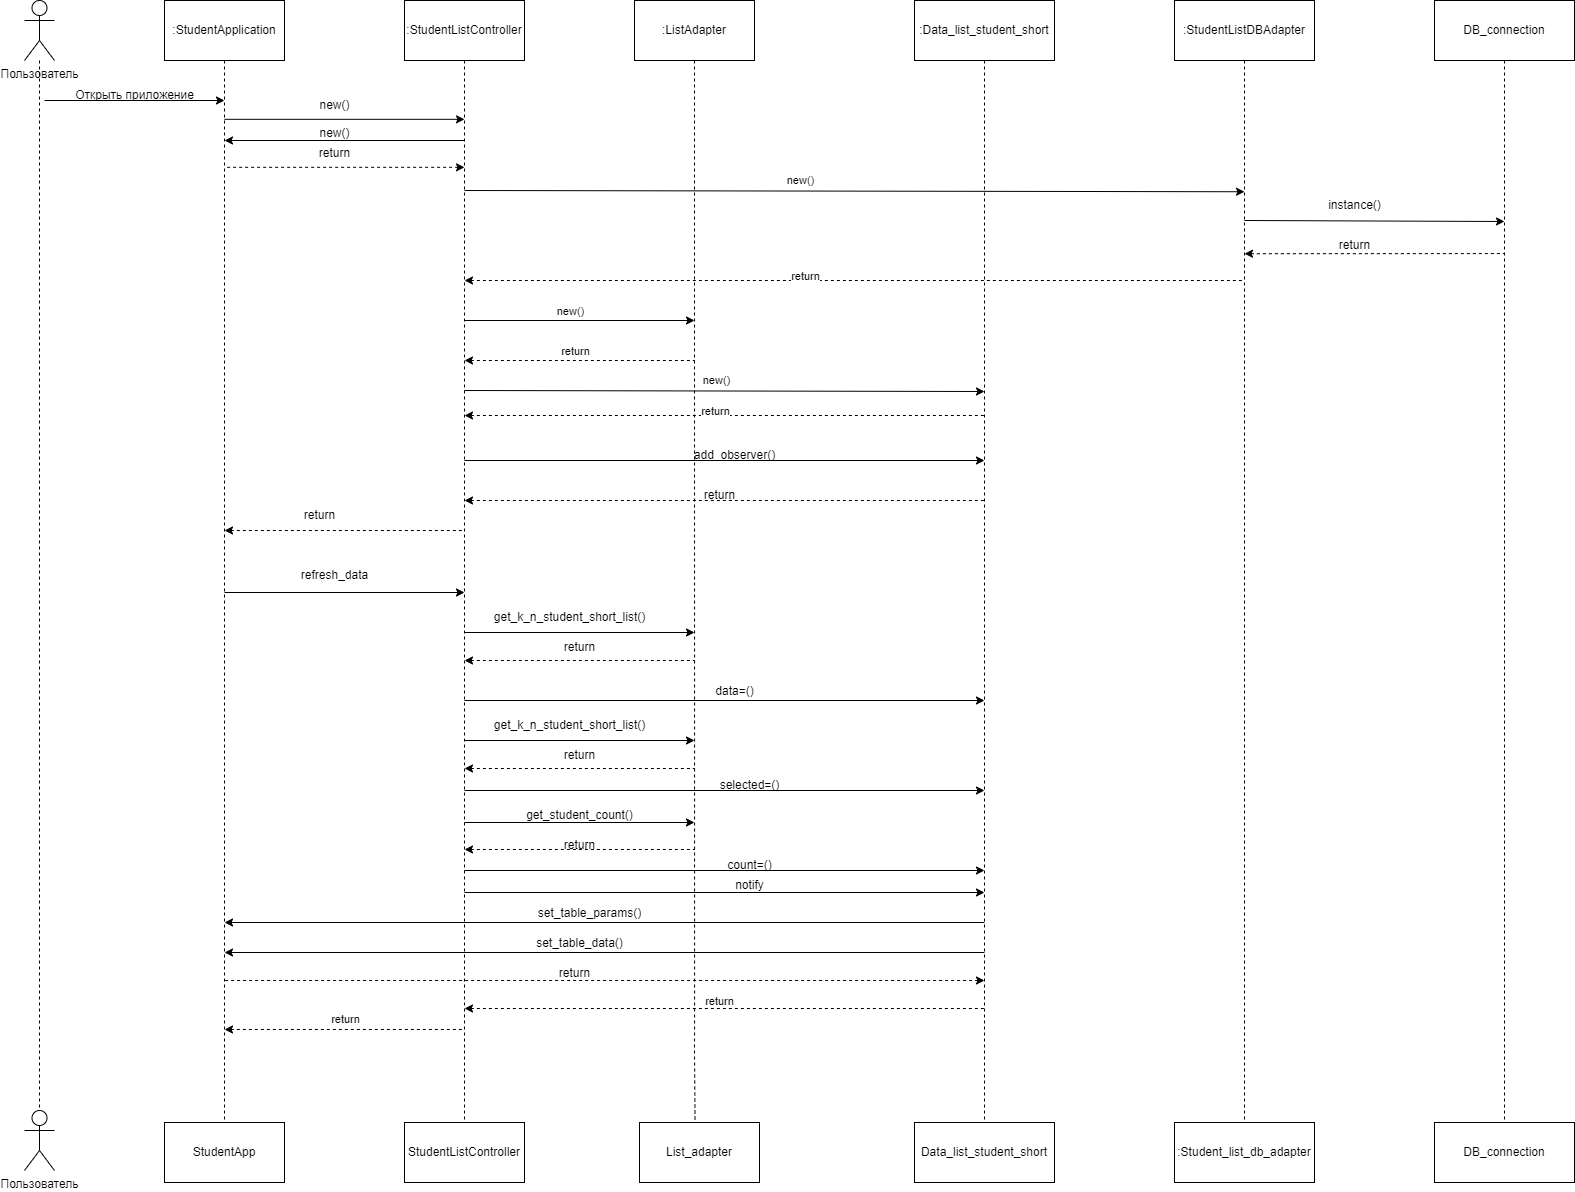 :StudentApplication
:StudentListController
:ListAdapter
:Data_list_student_short
:StudentListDBAdapter
DB_connection
Пользователь
Открыть приложение
new()
new()
return
new()
instance()
return
return
new()
return
new()
return
add_observer()
return
return
refresh_data
get_k_n_student_short_list()
return
data=()
get_k_n_student_short_list()
return
selected=()
get_student_count()
return
count=()
notify
set_table_params()
set_table_data()
return
return
return
StudentApp
StudentListController
List_adapter
Data_list_student_short
:Student_list_db_adapter
DB_connection
Пользователь